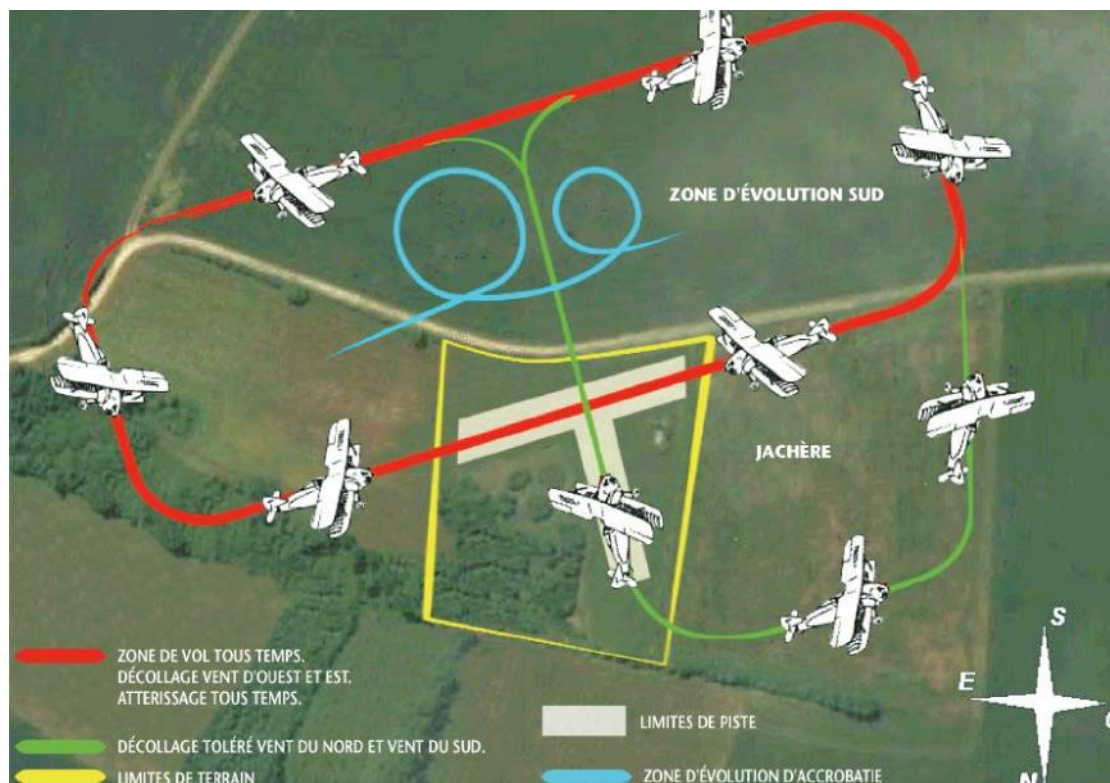 ZONE D'ÉVOLUTION SUD
JACHÈRE
S
E
N
ZONE DE VOL TOUS TEMPS.
DÉCOLLAGE VENT D'OUEST ET EST.
ATTERISSAGE TOUS TEMPS.
LIMITES DE PISTE
DÉCOLLAGE TOLÉRÉ VENT DU NORD ET VENT DU SUD.
LIMITES DE TERRAIN
ZONE D'ÉVOLUTION D'ACCROBATIE